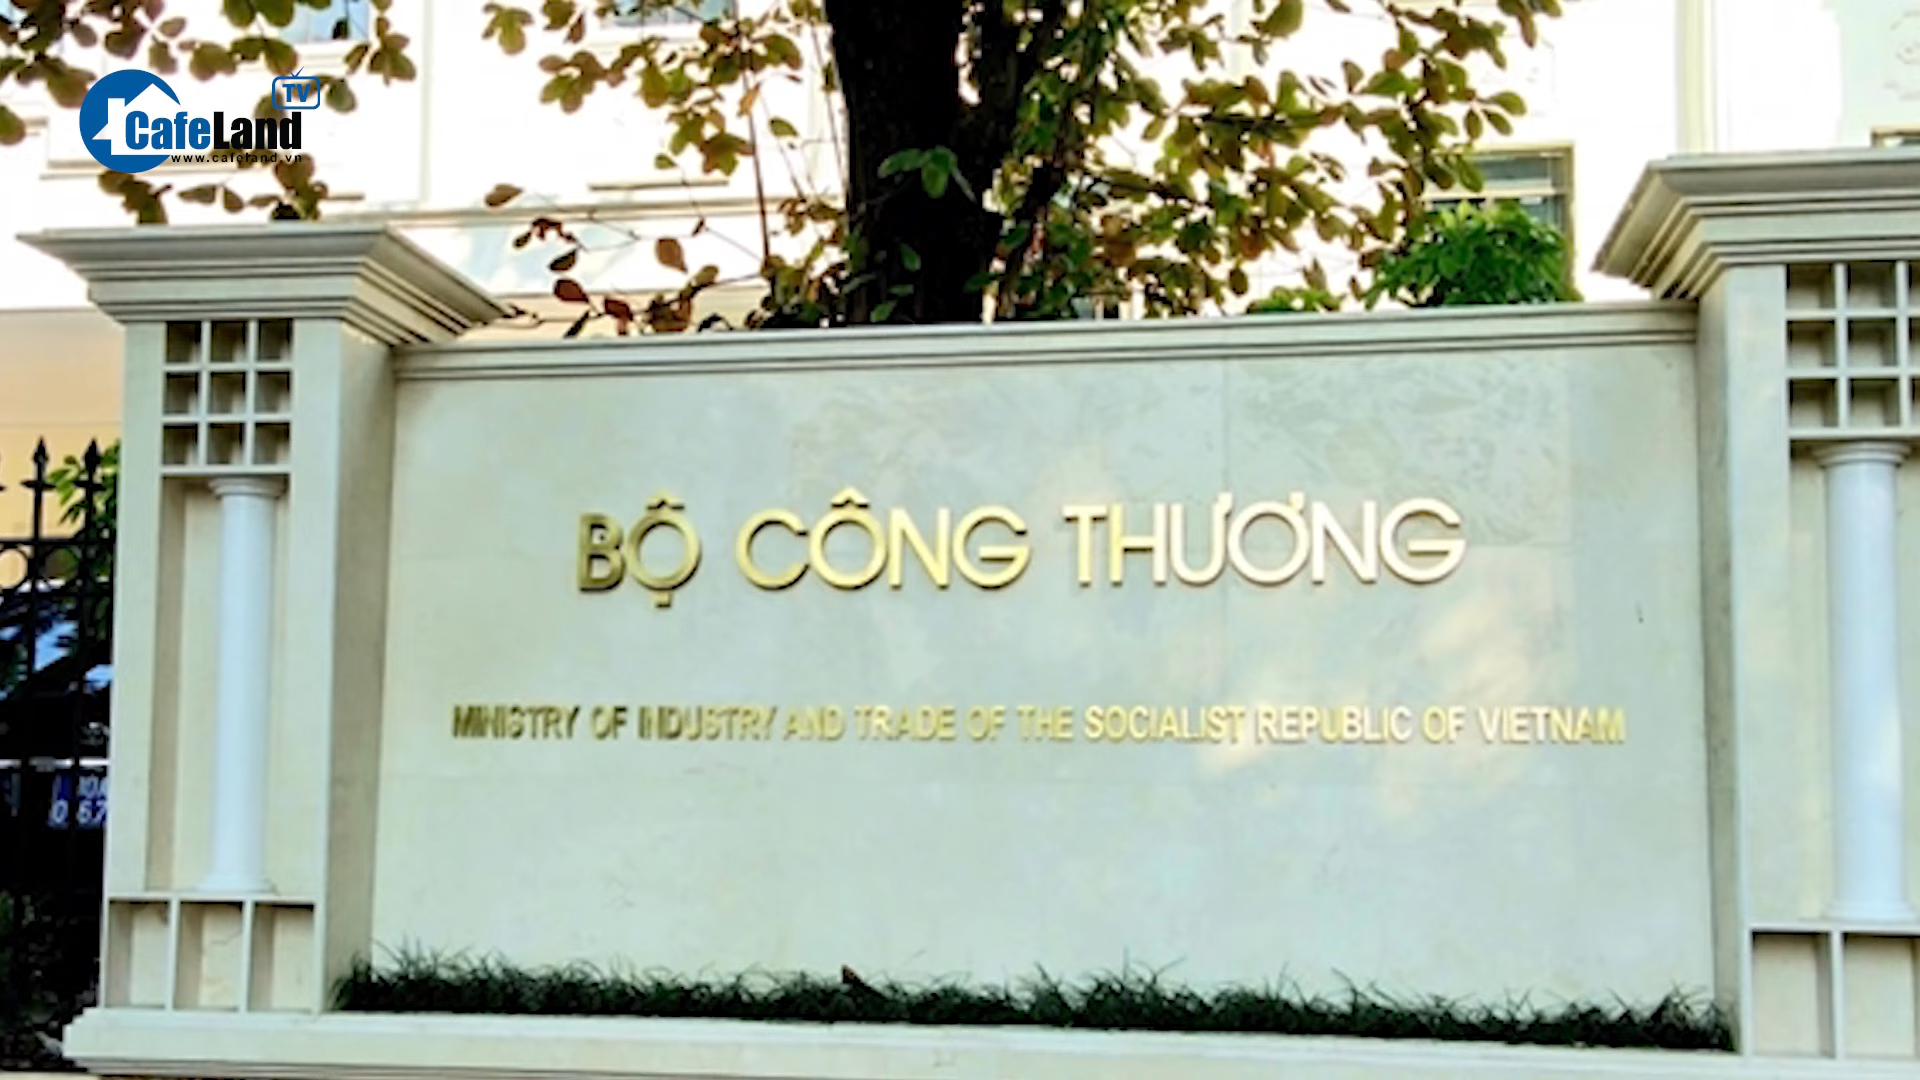 TV
CafeLand
www.cafeland.vn
BỘ CÔNG THƯƠNG
MINISTRY OF INDUSTRY AND TRADE OF THE SOCIALIST REPUBLIC OF VIETNAM